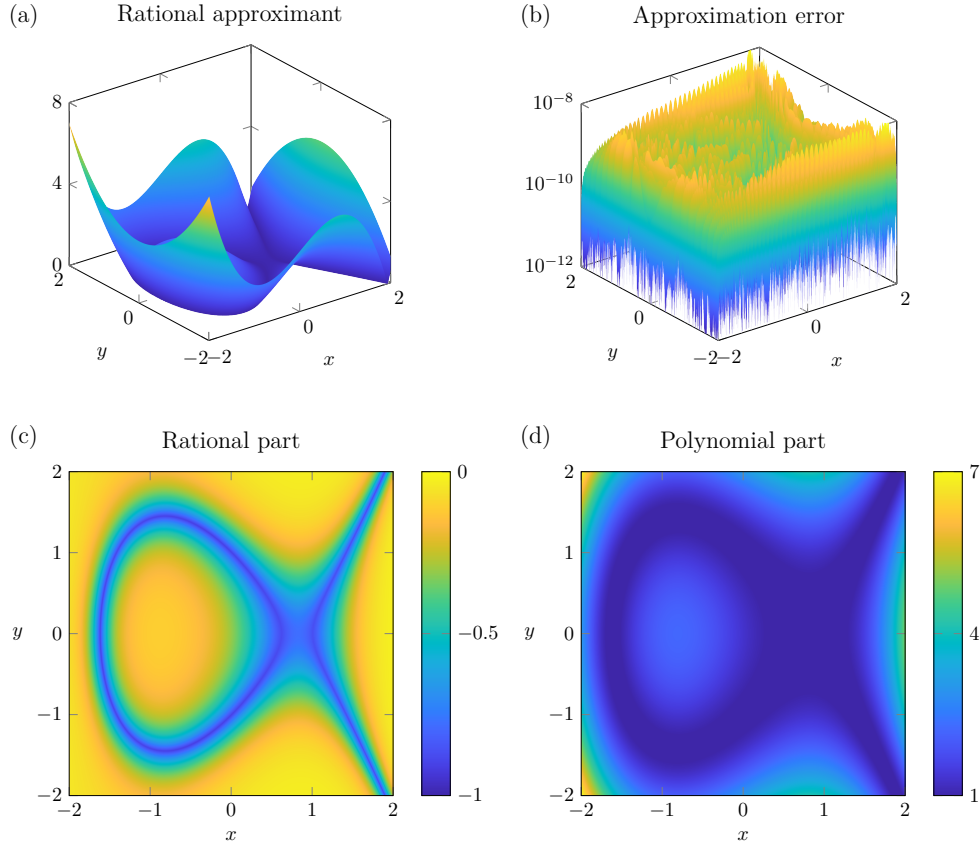 (a)
Rational approximant
8
4
0
2
0
−2
−2
0
2
y
x
(b)
Approximation error
10−8
10−10
10−12
2
0
−2
−2
0
2
y
x
(c)
Rational part
2
1
0
−1
−2
y
−2
−1
0
1
2
x
0
−0.5
−1
(d)
Polynomial part
2
1
0
−1
−2
y
−2
−1
0
1
2
x
7
4
1